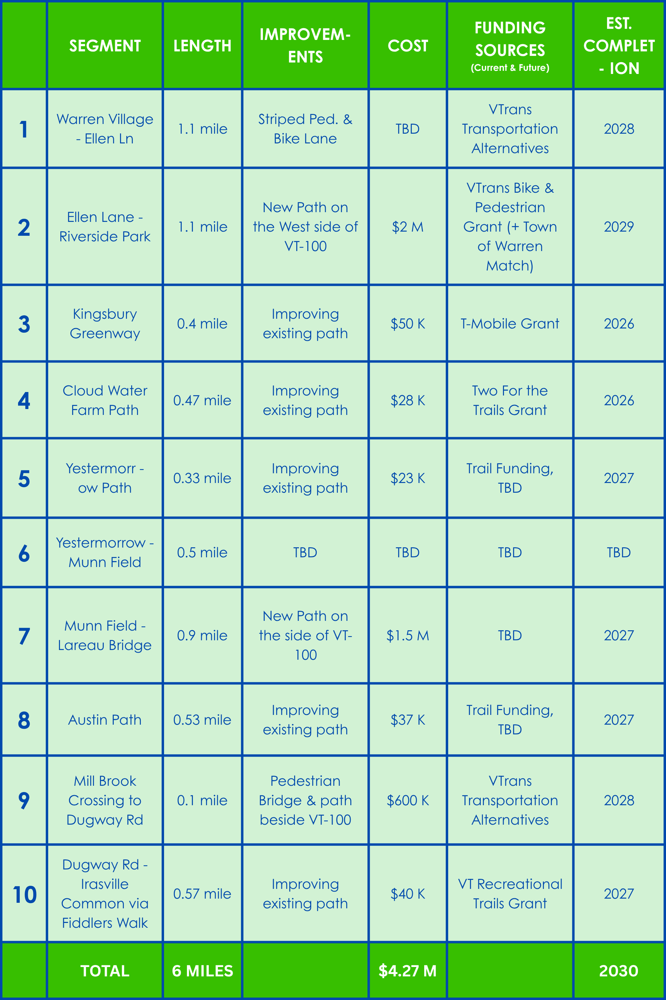 SEGMENT
LENGTH
IMPROVEM-
ENTS
COST
FUNDING
SOURCES
(Current & Future)
EST.
COMPLET
- ION
1
Warren Village
- Ellen Ln
1.1 mile
Striped Ped. &
Bike Lane
TBD
VTrans
Transportation
Alternatives
2028
2
Ellen Lane -
Riverside Park
1.1 mile
New Path on
the West side of
VT-100
$2 M
VTrans Bike &
Pedestrian
Grant (+ Town
of Warren
Match)
2029
3
Kingsbury
Greenway
0.4 mile
Improving
existing path
$50 K
T-Mobile Grant
2026
4
Cloud Water
Farm Path
0.47 mile
Improving
existing path
$28 K
Two For the
Trails Grant
2026
5
Yestermorr -
ow Path
0.33 mile
Improving
existing path
$23 K
Trail Funding,
TBD
2027
6
Yestermorrow -
Munn Field
0.5 mile
TBD
TBD
TBD
TBD
7
Munn Field -
Lareau Bridge
0.9 mile
New Path on
the side of VT-
100
$1.5 M
TBD
2027
8
Austin Path
0.53 mile
Improving
existing path
$37 K
Trail Funding,
TBD
2027
9
Mill Brook
Crossing to
Dugway Rd
0.1 mile
Pedestrian
Bridge & path
beside VT-100
$600 K
VTrans
Transportation
Alternatives
2028
10
Dugway Rd -
Irasville
Common via
Fiddlers Walk
0.57 mile
Improving
existing path
$40 K
VT Recreational
Trails Grant
2027
TOTAL
6 MILES
$4.27 M
2030